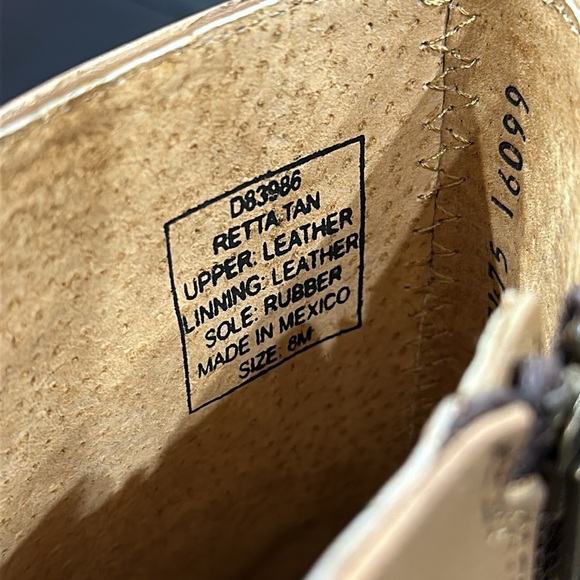 D83986
RETTA.TAN
UPPER: LEATHER
LINNING: LEATHER
SOLE: RUBBER
MADE IN MEXICO
SIZE. 8M
16099